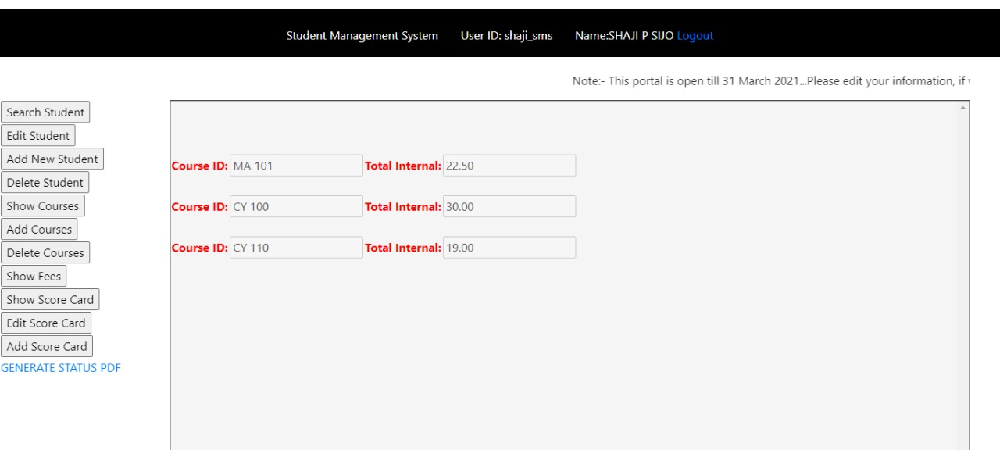 Student Management System User ID: shaji_sms Name:SHAJI P SIJO Logout
Note:- This portal is open till 31 March 2021...Please edit your information, if
Search Student
Edit Student
Add New Student
Delete Student
Show Courses
Add Courses
Delete Courses
Show Fees
Show Score Card
Edit Score Card
Add Score Card
GENERATE STATUS PDF
Course ID: MA 101 Total Internal: 22.50
Course ID: CY 100 Total Internal: 30.00
Course ID: CY 110 Total Internal: 19.00